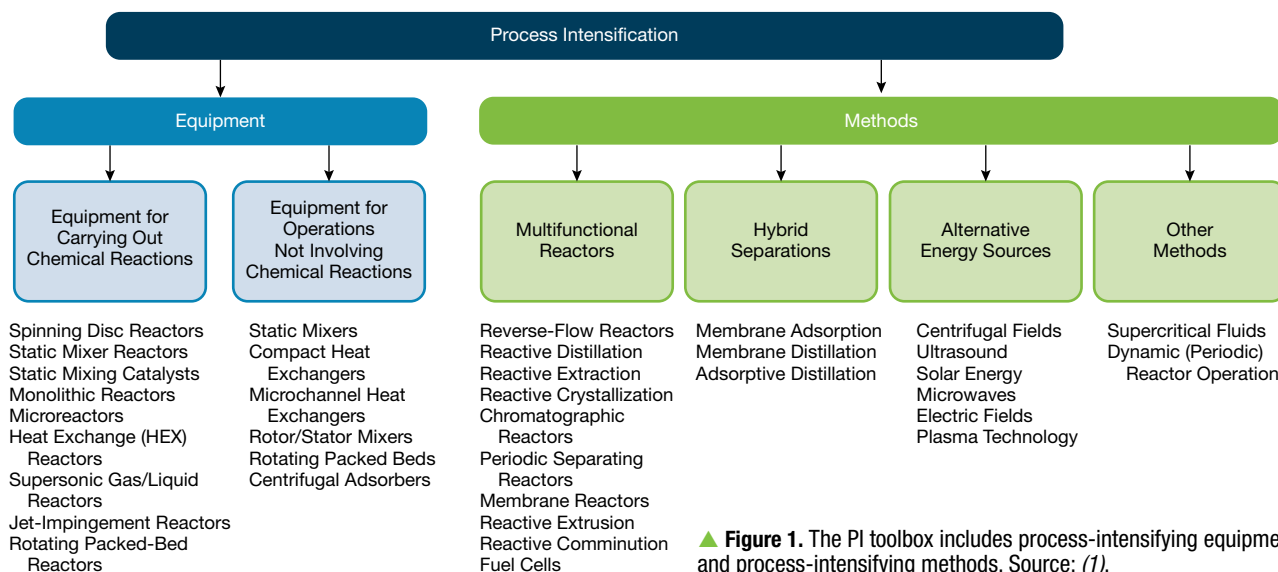 Process Intensification
Equipment
Methods
Equipment for
Carrying Out
Chemical Reactions
Equipment for
Operations
Not Involving
Chemical Reactions
Multifunctional
Reactors
Hybrid
Separations
Alternative
Energy Sources
Other
Methods
Spinning Disc Reactors
Static Mixer Reactors
Static Mixing Catalysts
Monolithic Reactors
Microreactors
Heat Exchange (HEX)
Reactors
Supersonic Gas/Liquid
Reactors
Jet-Impingement Reactors
Rotating Packed-Bed
Reactors
Static Mixers
Compact Heat
Exchangers
Microchannel Heat
Exchangers
Rotor/Stator Mixers
Rotating Packed Beds
Centrifugal Adsorbers
Reverse-Flow Reactors
Reactive Distillation
Reactive Extraction
Reactive Crystallization
Chromatographic
Reactors
Periodic Separating
Reactors
Membrane Reactors
Reactive Extrusion
Reactive Comminution
Fuel Cells
Membrane Adsorption
Membrane Distillation
Adsorptive Distillation
Centrifugal Fields
Ultrasound
Solar Energy
Microwaves
Electric Fields
Plasma Technology
Supercritical Fluids
Dynamic (Periodic)
Reactor Operation
▲ Figure 1. The PI toolbox includes process-intensifying equipme
and process-intensifying methods. Source: (1).